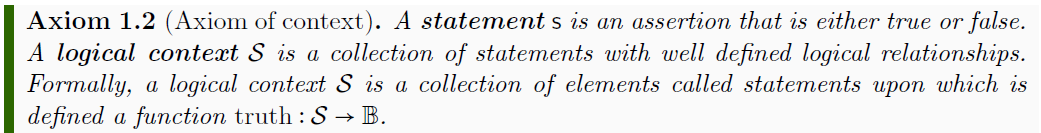 Axiom 1.2 (Axiom of context). A statement s is an assertion that is either true or false.
A logical context 𝒮 is a collection of statements with well defined logical relationships.
Formally, a logical context 𝒮 is a collection of elements called statements upon which is
defined a function truth : 𝒮 → 𝔹.